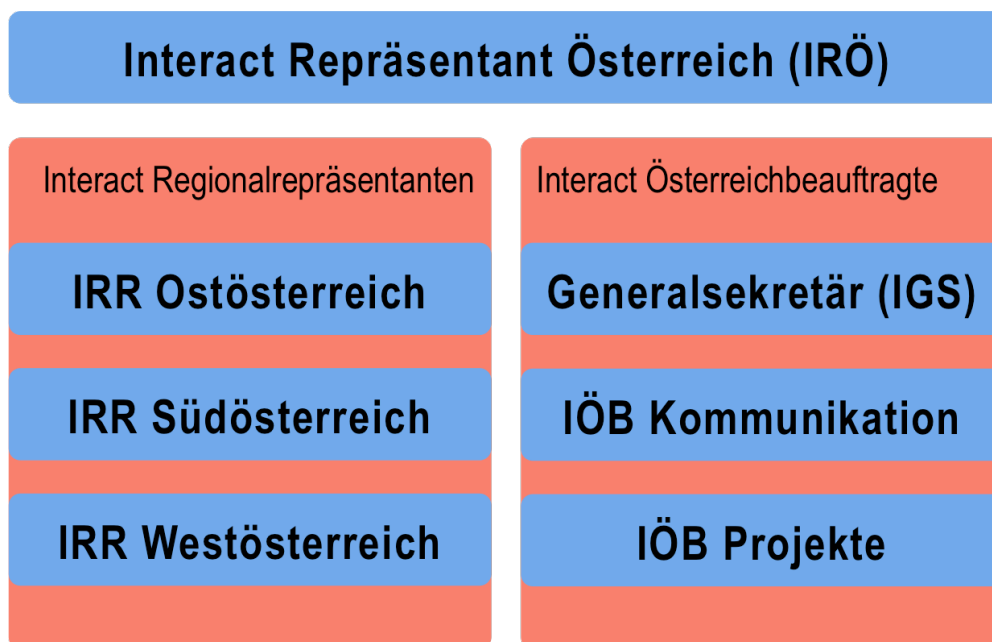 Interact Repräsentant Österreich (IRÖ)
Interact Regionalrepräsentanten
IRR Ostösterreich
IRR Südösterreich
IRR Westösterreich
Interact Österreichbeauftragte
Generalsekretär (IGS)
IÖB Kommunikation
IÖB Projekte